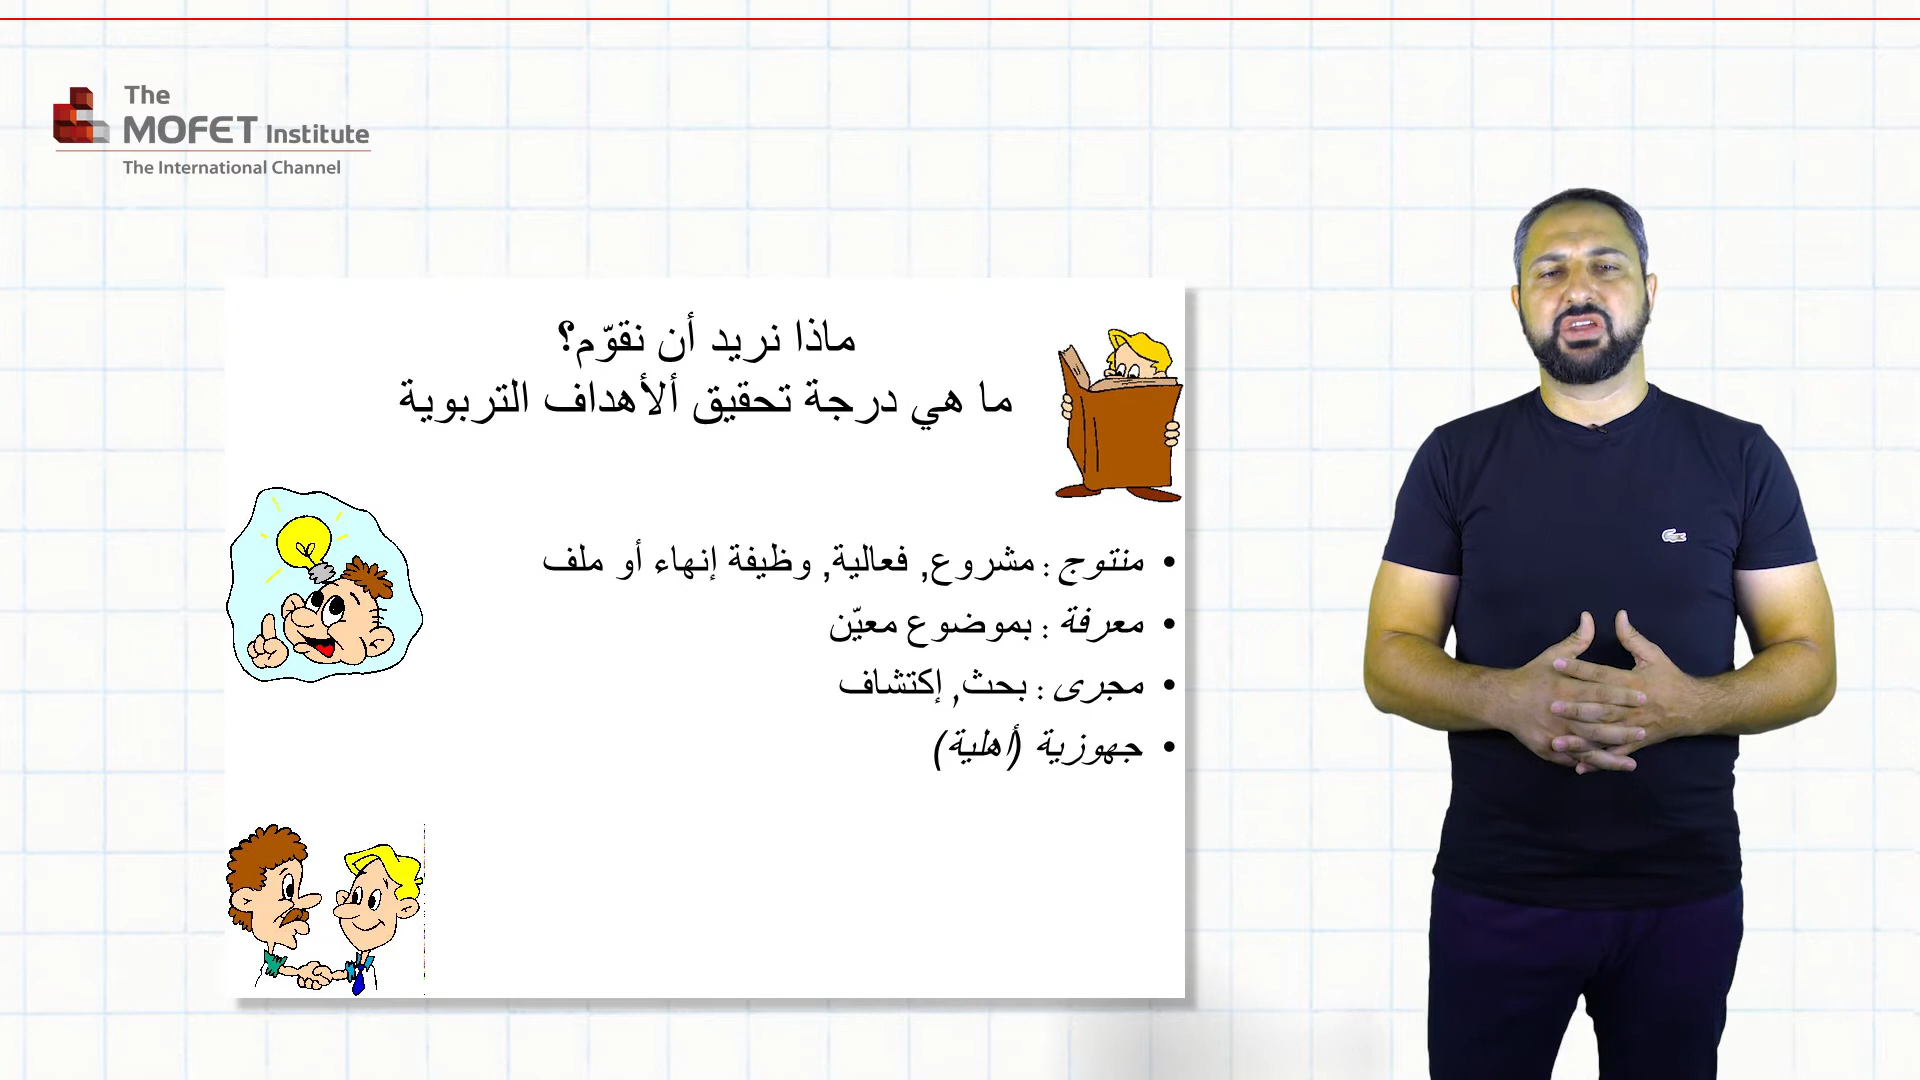 The
MOFET Institute
The International Channel
ماذا نريد أن نقوّم؟
ما هي درجة تحقيق ألأهداف التربوية
• منتوج : مشروع, فعالية, وظيفة إنهاء أو ملف
• معرفة : بموضوع معيّن
• مجرى : بحث, إكتشاف
• جهوزية (أهلية)